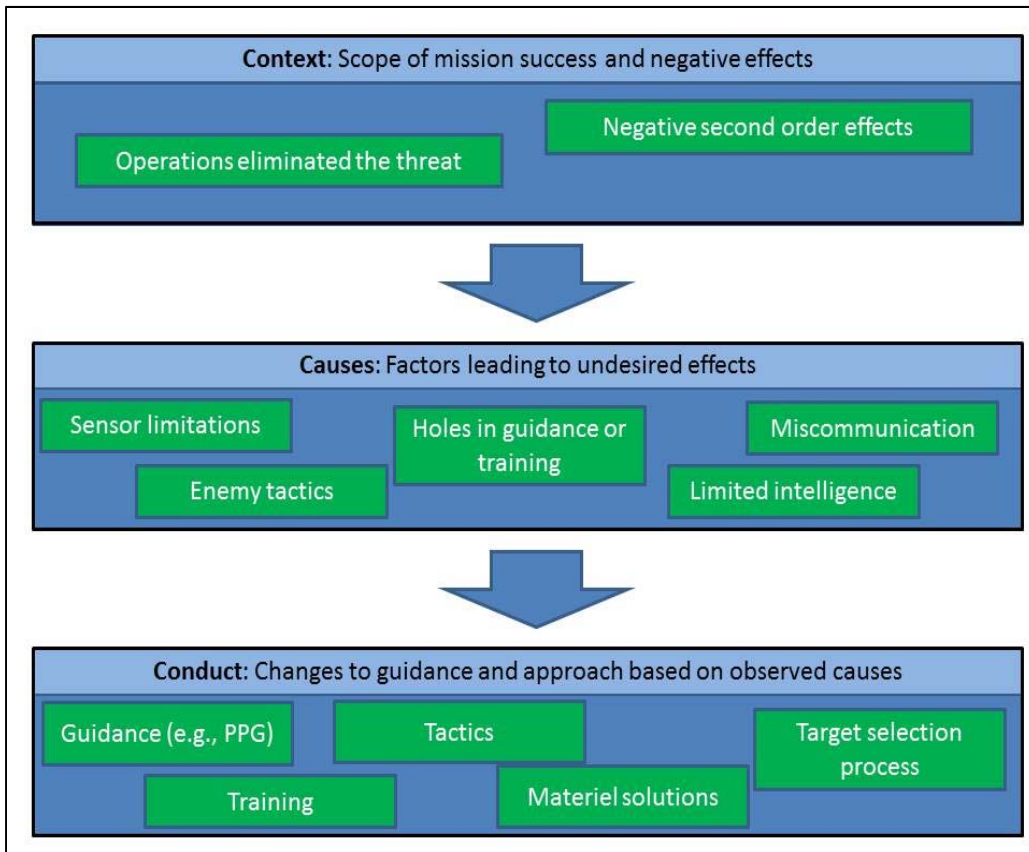 Context: Scope of mission success and negative effects
Negative second order effects
Operations eliminated the threat
Causes: Factors leading to undesired effects
Sensor limitations
Holes in guidance or
training
Miscommunication
Enemy tactics
Limited intelligence
Conduct: Changes to guidance and approach based on observed causes
Guidance (e.g., PPG)
Tactics
Target selection
process
Training
Materiel solutions